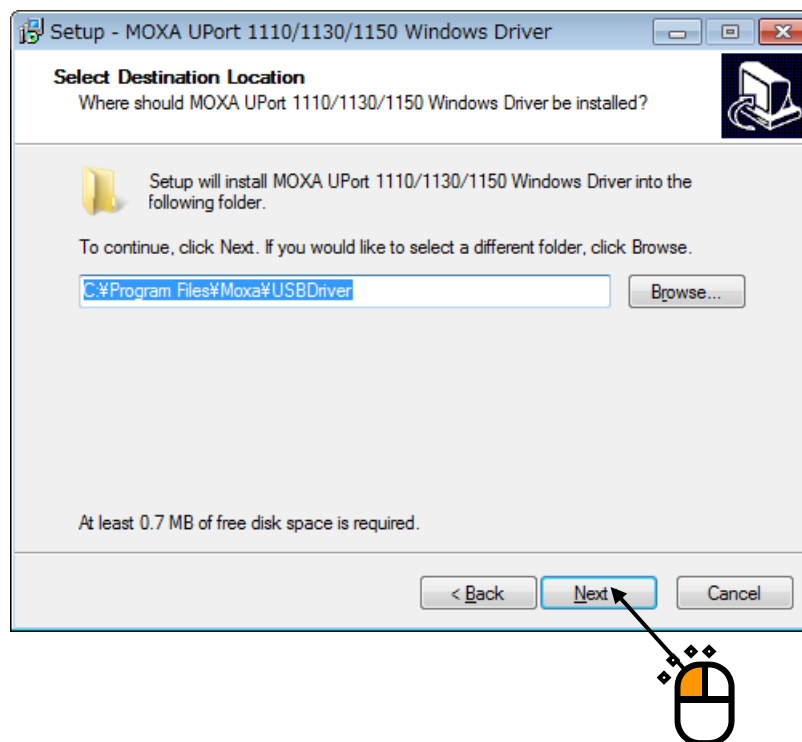 Setup - MOXA UPort 1110/1130/1150 Windows Driver
Select Destination Location
Where should MOXA UPort 1110/1130/1150 Windows Driver be installed?
Setup will install MOXA UPort 1110/1130/1150 Windows Driver into the
following folder.
To continue, click Next. If you would like to select a different folder, click Browse.
C:¥Program Files¥Moxa¥USBDriver
Browse...
At least 0.7 MB of free disk space is required.
< Back
Next
Cancel